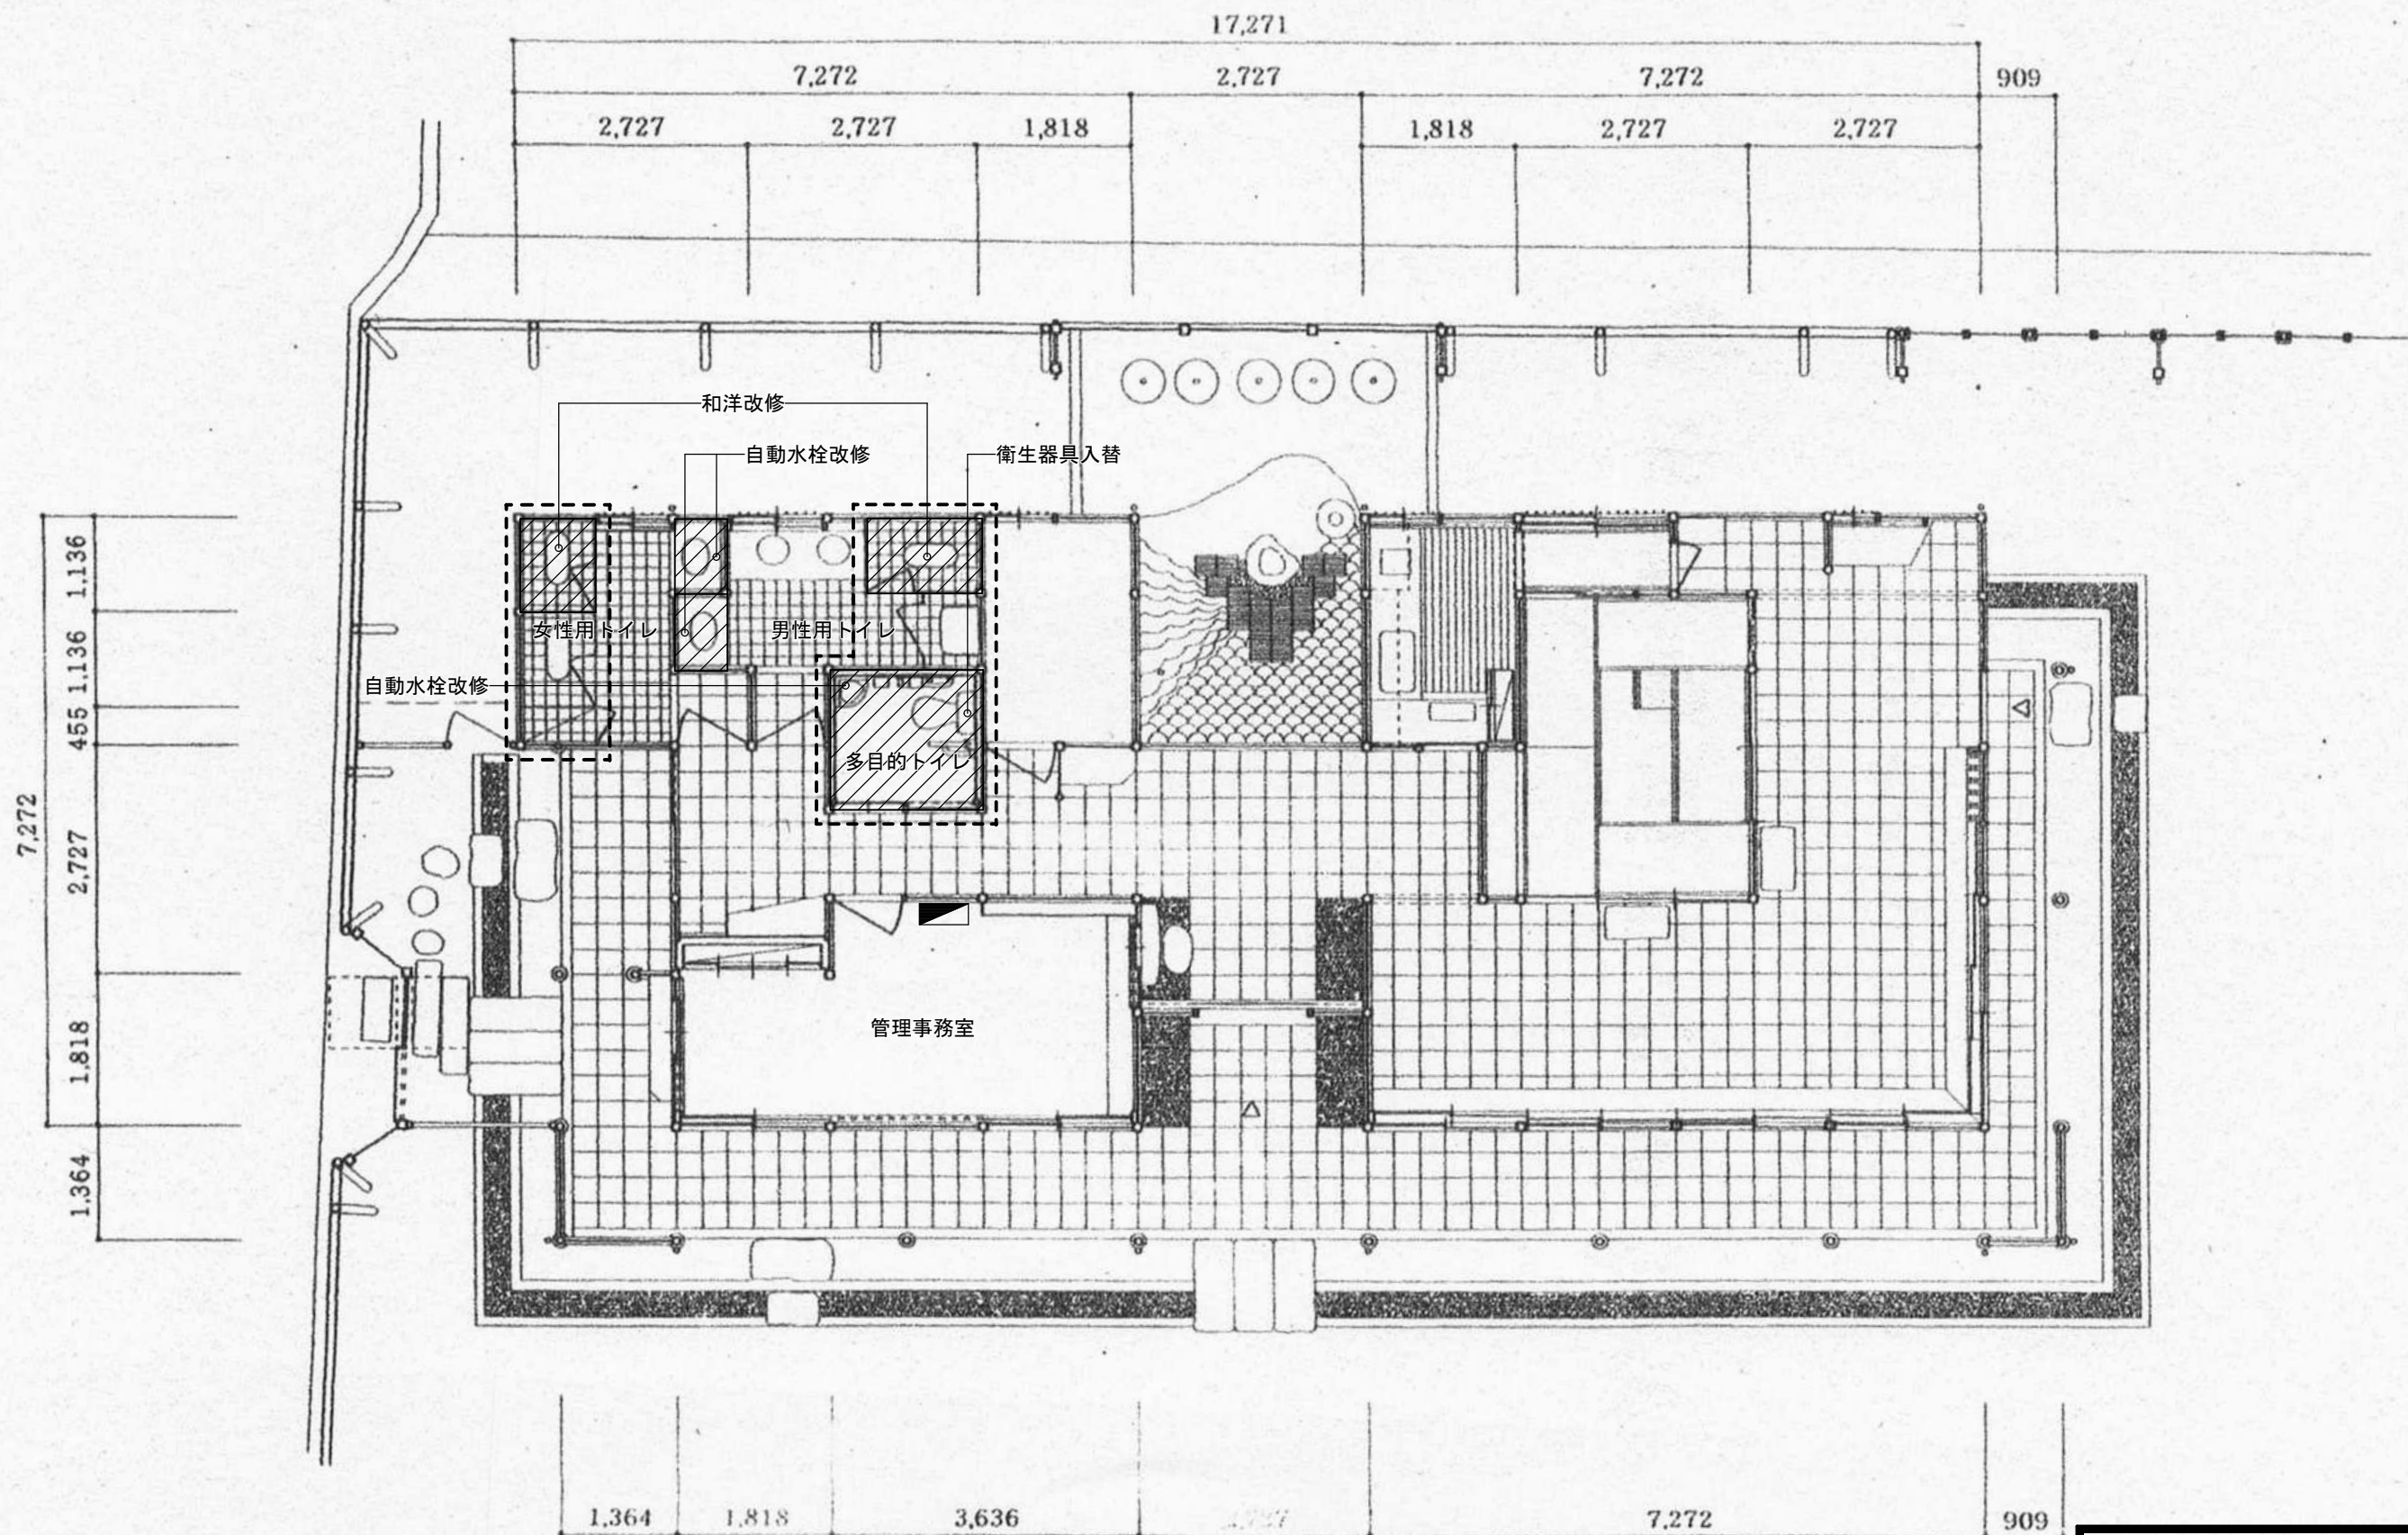 17,271
7,272
2,727
7,272
909
2,727
2,727
1,818
1,818
2,727
2,727
和洋改修
自動水栓改修
衛生器具入替
1,136
女性用トイレ
男性用トイレ
1,136
自動水栓改修
455
多目的トイレ
7,272
2,727
管理事務室
1,818
1,364
1,364
1,818
3,636
7,272
909